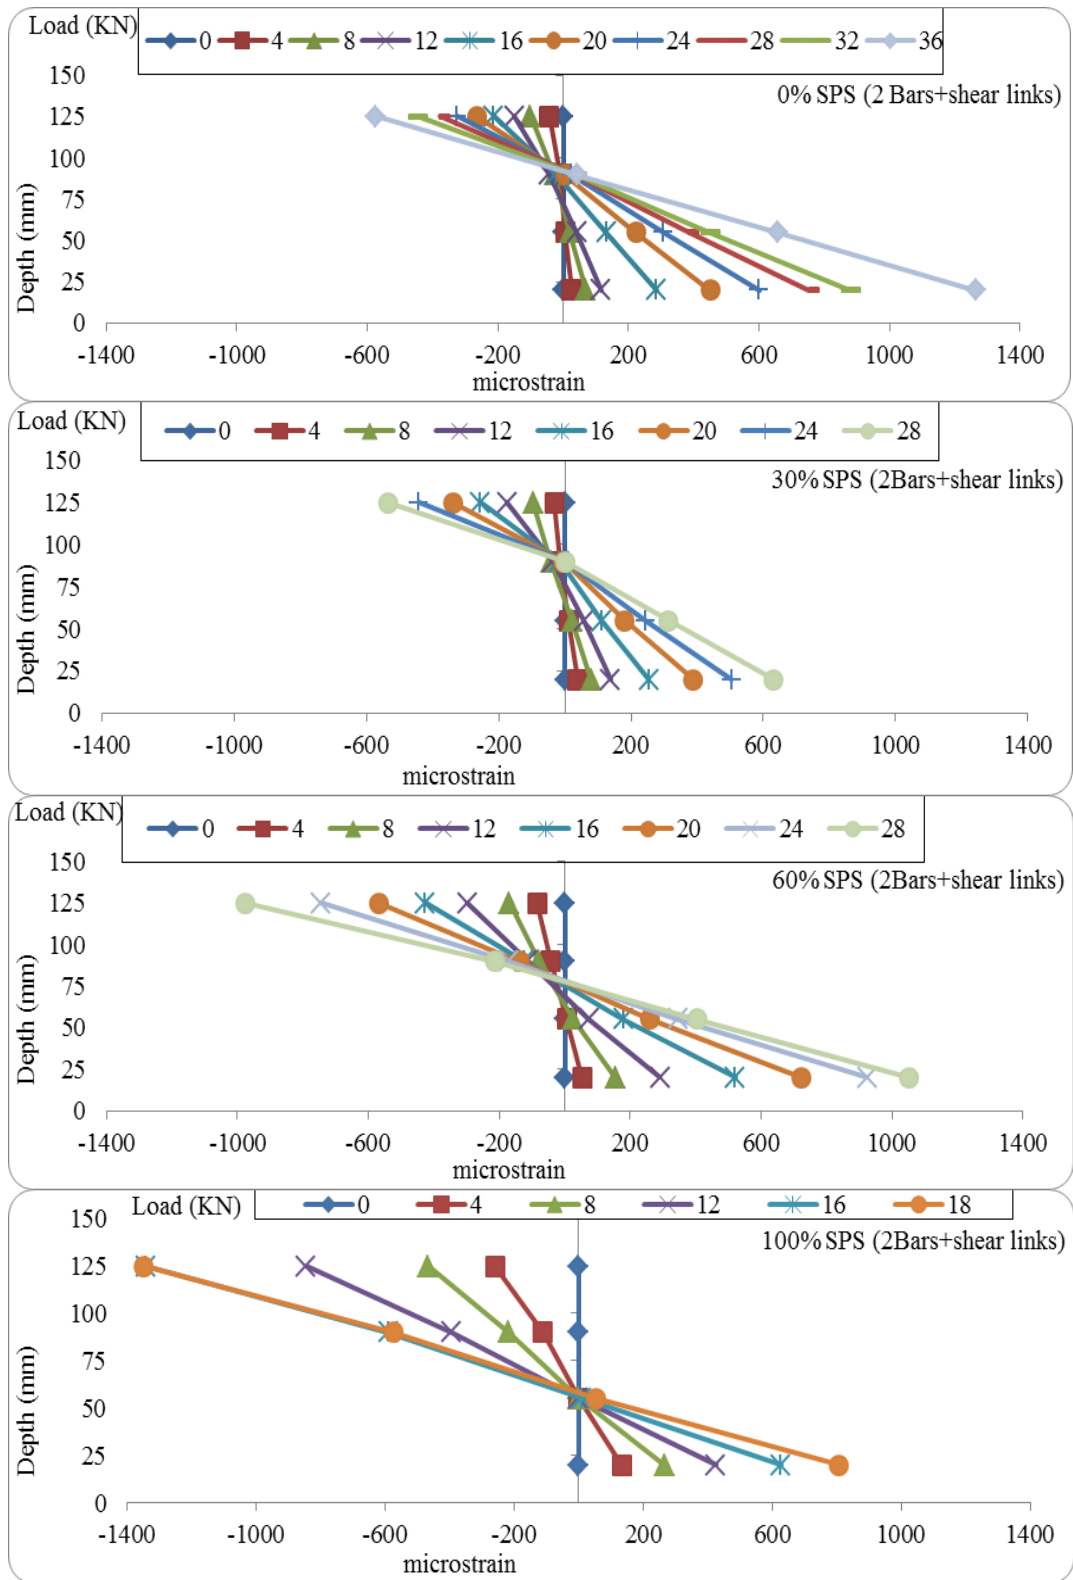 Load (KN) 0 4 8 12 16 20 24 28 32 36
150
0% SPS (2 Bars+shear links)
125
100
75
50
25
0
Depth (mm)
-1400 -1000 -600 -200 200 600 1000 1400
microstrain
Load (KN) 0 4 8 12 16 20 24 28
150
30% SPS (2Bars+shear links)
125
100
75
50
25
0
Depth (mm)
-1400 -1000 -600 -200 200 600 1000 1400
microstrain
Load (KN) 0 4 8 12 16 20 24 28
150
60% SPS (2Bars+shear links)
125
100
75
50
25
0
Depth (mm)
-1400 -1000 -600 -200 200 600 1000 1400
microstrain
Load (KN) 0 4 8 12 16 18
150
100% SPS (2Bars+shear links)
125
100
75
50
25
0
Depth (mm)
-1400 -1000 -600 -200 200 600 1000 1400
microstrain